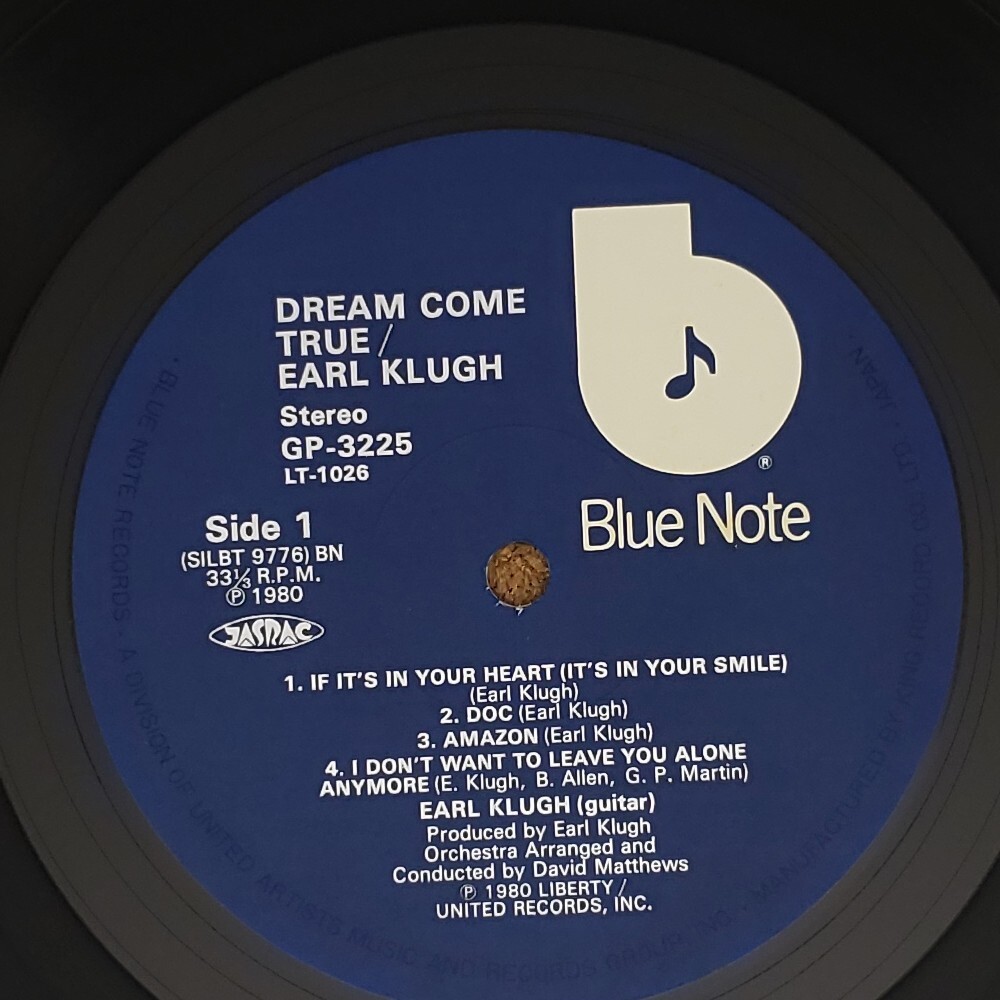 DREAM COME
TRUE /
EARL KLUGH
Stereo
GP-3225
LT-1026
Side 1
(SILBT 9776) BN
33⅓ R.P.M.
℗ 1980
JASRAC
®
Blue Note
1. IF IT'S IN YOUR HEART (IT'S IN YOUR SMILE)
(Earl Klugh)
2. DOC (Earl Klugh)
3. AMAZON (Earl Klugh)
4. I DON'T WANT TO LEAVE YOU ALONE
ANYMORE (E. Klugh, B. Allen, G. P. Martin)
EARL KLUGH (guitar)
Produced by Earl Klugh
Orchestra Arranged and
Conducted by David Matthews
℗ 1980 LIBERTY /
UNITED RECORDS, INC.
· BLUE NOTE RECORDS · A DIVISION OF UNITED ARTISTS MUSIC AND RECORDS GROUP, INC. · MANUFACTURED BY KING RECORD CO., LTD. · JAPAN ·